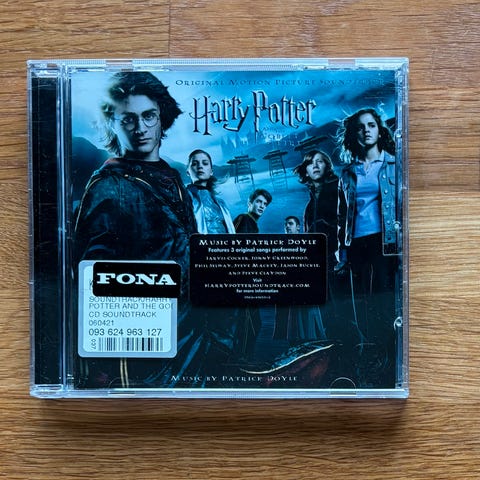 ORIGINAL MOTION PICTURE SOUNDTRACK
Harry Potter
MUSIC BY PATRICK DOYLE
Features 3 original songs performed by
JARVIS COCKER, JONNY GREENWOOD,
PHIL SELWAY, STEVE MACKEY, JASON BUCKLE,
AND STEVE CLAYDON
Visit
HARRYPOTTERSOUNDTRACK.COM
for more information
FONA
SOUNDTRACK/HARRY
POTTER AND THE GO
CD SOUNDTRACK
060421
093 624 963 127
MUSIC BY PATRICK DOYLE